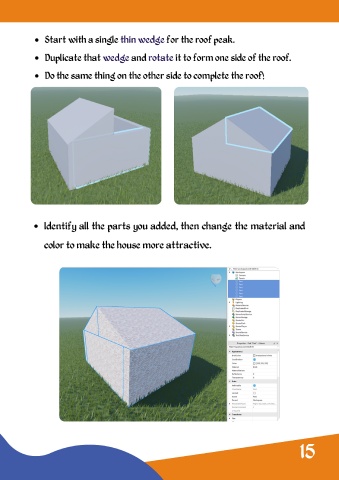 • Start with a single thin wedge for the roof peak.
• Duplicate that wedge and rotate it to form one side of the roof.
• Do the same thing on the other side to complete the roof!
• Identify all the parts you added, then change the material and
color to make the house more attractive.
15